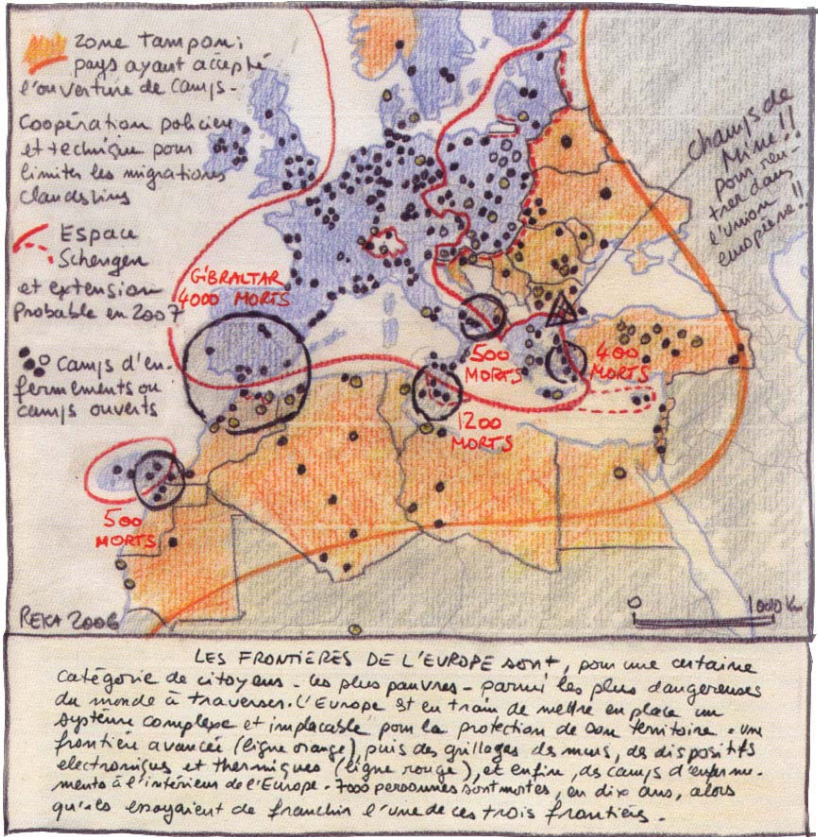 zone tampon:
pays ayant accepté
l'ouverture de camps-
Coopération policière
et technique pour
limiter les migrations
clandestins
Espace
Schengen
et extension
probable en 2007
Camps d'en-
fermements ou
camps ouverts
champs de
Mine!!
pour ren-
trer dans
l'Union
européenne!!
GIBRALTAR
4000 MORTS
500
MORTS
400
MORTS
1200
MORTS
500
MORTS
REKA 2006
0 1000 Km
LES FRONTIÈRES DE L'EUROPE sont, pour une certaine
catégorie de citoyens - les plus pauvres - parmi les plus dangereuses
du monde à traverser. L'Europe est en train de mettre en place un
système complexe et implacable pour la protection de son territoire : une
frontière avancée (ligne orange), puis des grillages des murs, des dispositifs
electroniques et thermiques (ligne rouge), et enfin, des camps d'enferme-
ments à l'intérieur de l'Europe. 7000 personnes sont mortes, en dix ans, alors
qu'ils essayaient de franchir l'une de ces trois frontières.